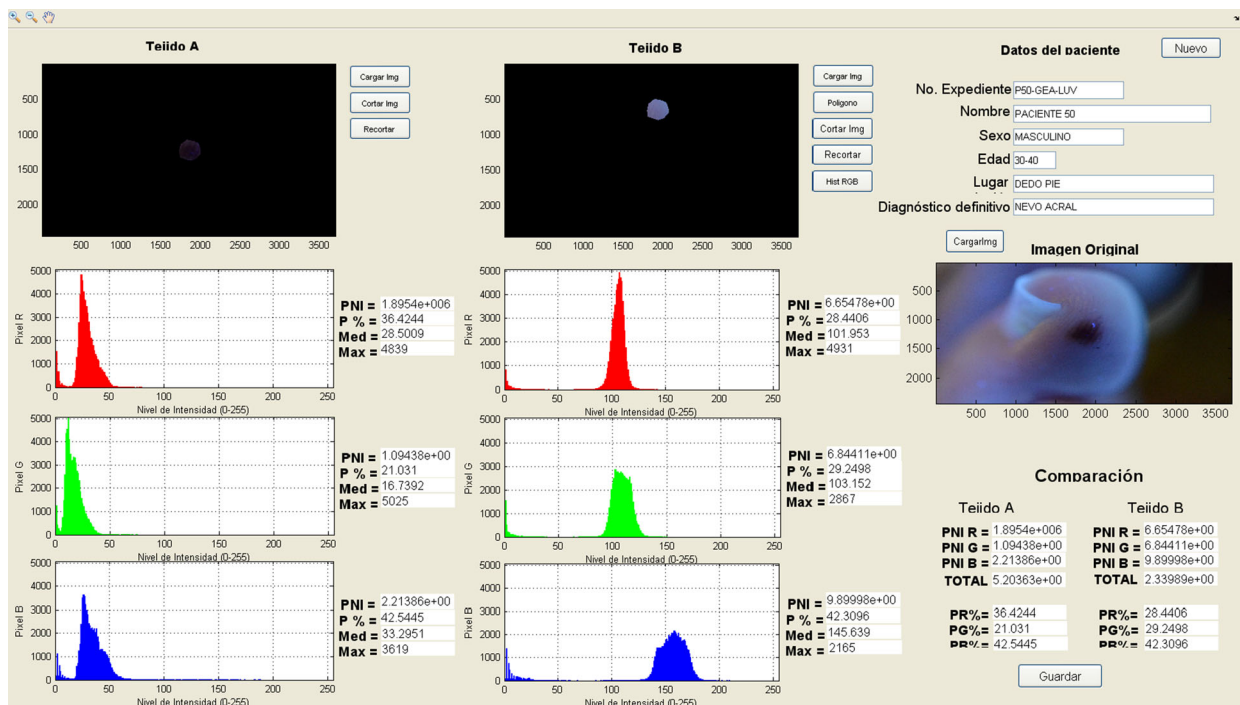 Tejido A
Cargar Img
Cortar Img
Recortar
500
1000
1500
2000
500 1000 1500 2000 2500 3000 3500
Tejido B
Cargar Img
Poligono
Cortar Img
Recortar
Hist RGB
500
1000
1500
2000
500 1000 1500 2000 2500 3000 3500
Datos del paciente
Nuevo
No. Expediente P50-GEA-LUV
Nombre PACIENTE 50
Sexo MASCULINO
Edad 30-40
Lugar DEDO PIE
Diagnóstico definitivo NEVO ACRAL
CargarImg
Imagen Original
500
1000
1500
2000
500 1000 1500 2000 2500 3000 3500
Pixel R
5000
4000
3000
2000
1000
0
0 50 100 150 200 250
Nivel de Intensidad (0-255)
PNI = 1.8954e+006
P % = 36.4244
Med = 28.5009
Max = 4839
Pixel R
5000
4000
3000
2000
1000
0
0 50 100 150 200 250
Nivel de Intensidad (0-255)
PNI = 6.65478e+00
P % = 28.4406
Med = 101.953
Max = 4931
Pixel G
5000
4000
3000
2000
1000
0
0 50 100 150 200 250
Nivel de Intensidad (0-255)
PNI = 1.09438e+00
P % = 21.031
Med = 16.7392
Max = 5025
Pixel G
5000
4000
3000
2000
1000
0
0 50 100 150 200 250
Nivel de Intensidad (0-255)
PNI = 6.84411e+00
P % = 29.2498
Med = 103.152
Max = 2867
Pixel B
5000
4000
3000
2000
1000
0
0 50 100 150 200 250
Nivel de Intensidad (0-255)
PNI = 2.21386e+00
P % = 42.5445
Med = 33.2951
Max = 3619
Pixel B
5000
4000
3000
2000
1000
0
0 50 100 150 200 250
Nivel de Intensidad (0-255)
PNI = 9.89998e+00
P % = 42.3096
Med = 145.639
Max = 2165
Comparación
Tejido A
PNI R = 1.8954e+006
PNI G = 1.09438e+00
PNI B = 2.21386e+00
TOTAL 5.20363e+00
PR%= 36.4244
PG%= 21.031
PB%= 42.5445
Tejido B
PNI R = 6.65478e+00
PNI G = 6.84411e+00
PNI B = 9.89998e+00
TOTAL 2.33989e+00
PR%= 28.4406
PG%= 29.2498
PB%= 42.3096
Guardar